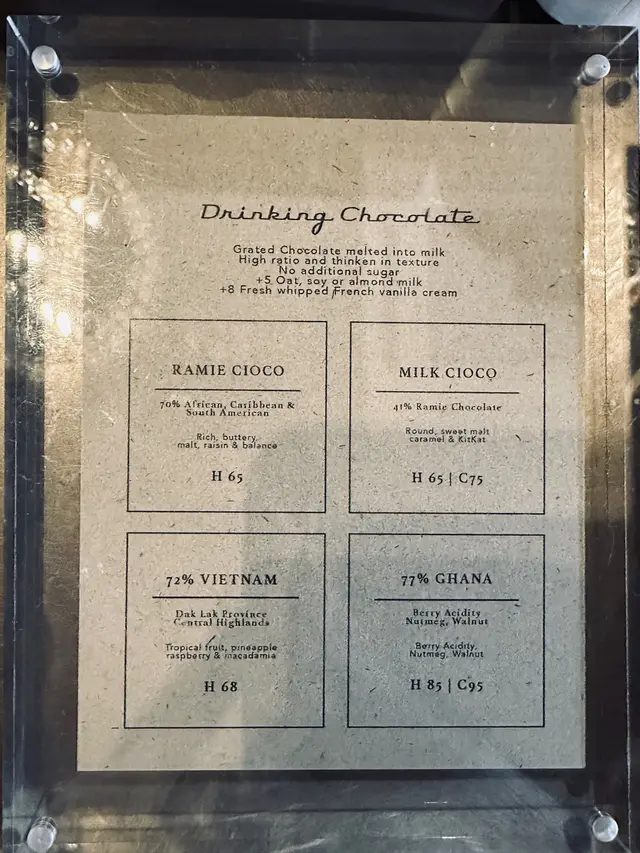 Drinking Chocolate
Grated Chocolate melted into milk
High ratio and thinken in texture
No additional sugar
+5 Oat, soy or almond milk
+8 Fresh whipped French vanilla cream
RAMIE CIOCO
70% African, Caribbean &
South American
Rich, buttery,
malt, raisin & balance
H 65
MILK CIOCO
41% Ramie Chocolate
Round, sweet malt
caramel & KitKat
H 65 | C75
72% VIETNAM
Dak Lak Province
Central Highlands
Tropical fruit, pineapple
raspberry & macadamia
H 68
77% GHANA
Berry Acidity
Nutmeg, Walnut
Berry Acidity,
Nutmeg, Walnut
H 85 | C95